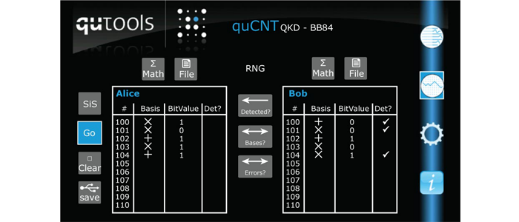 qutools
quCNT QKD - BB84
Σ Math File RNG Σ Math File
Alice
# Basis BitValue Det?
100 × 1
101 × 0
102 + 1
103 × 1
104 + 1
105
106
107
108
109
110
Bob
# Basis BitValue Det?
100 + 0 ✓
101 × 0 ✓
102 + 1
103 × 0
104 × 1 ✓
105
106
107
108
109
110
SiS
Go
Clear
save
Detected?
Bases?
Errors?
i